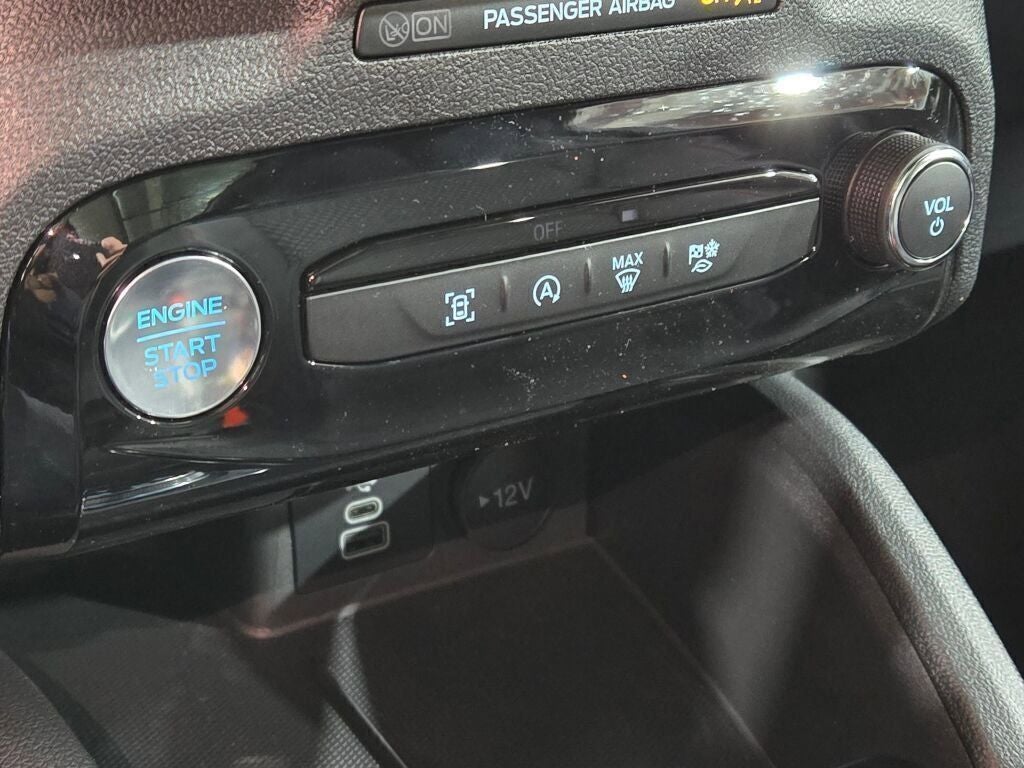 ON PASSENGER AIRBAG
OFF
MAX
VOL
A
ENGINE
START
STOP
12V